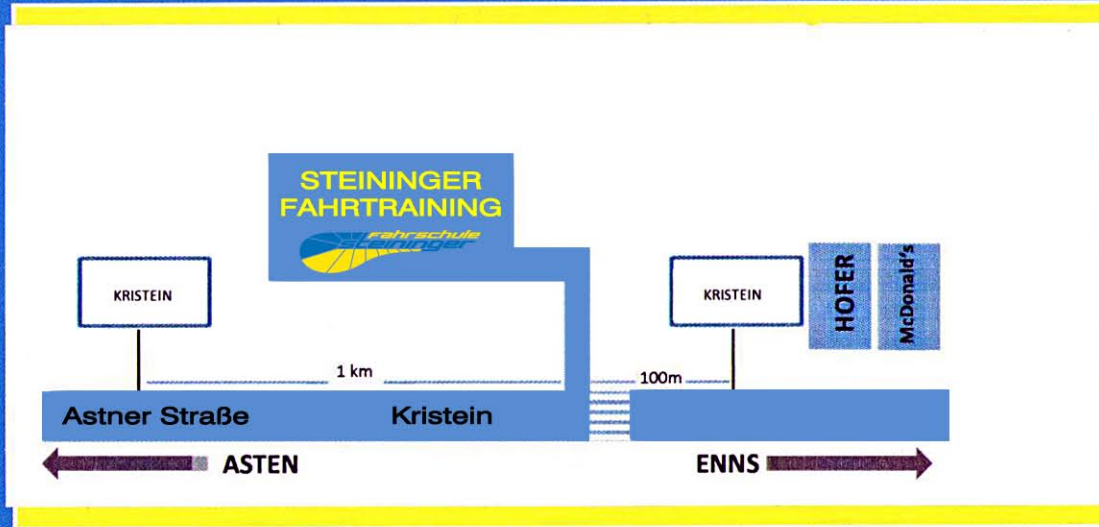 STEININGER
FAHRTRAINING
fahrschule
steininger
KRISTEIN
KRISTEIN
HOFER
McDonald's
1 km
100m
Astner Straße
Kristein
ASTEN
ENNS